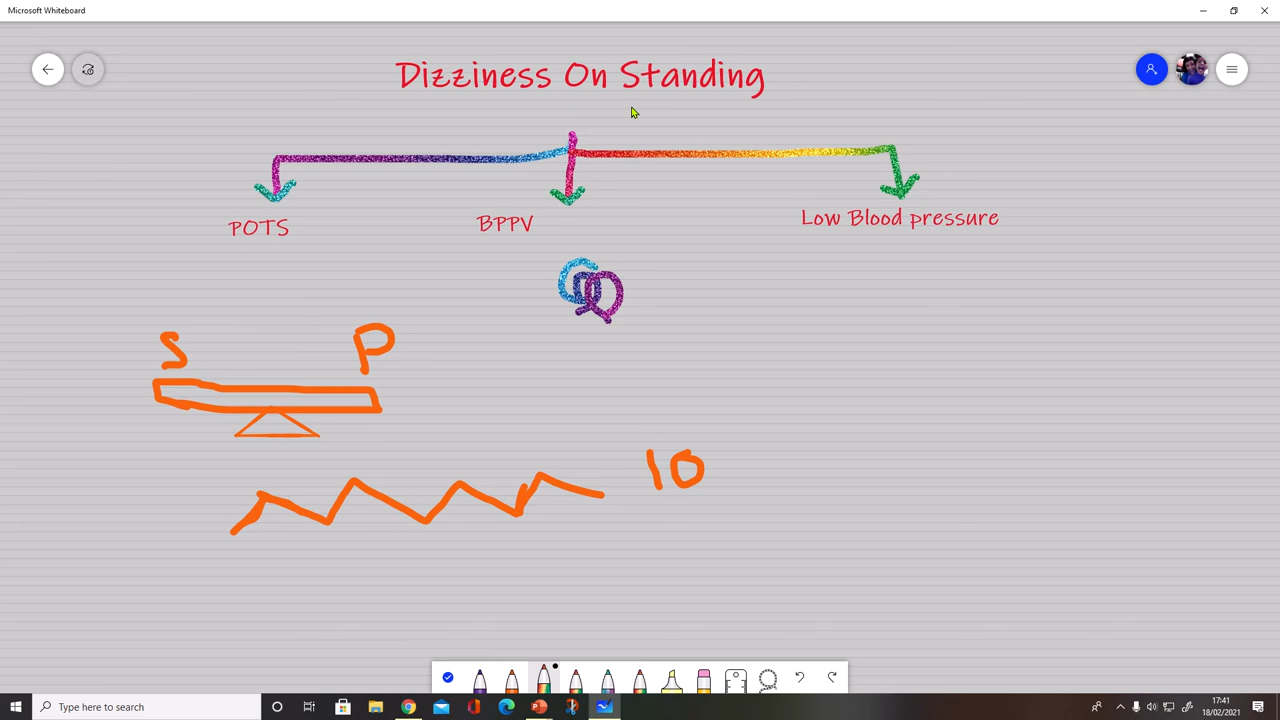 Microsoft Whiteboard
Dizziness On Standing
POTS
BPPV
Low Blood pressure
S
P
10
Type here to search
17:41
18/02/2021